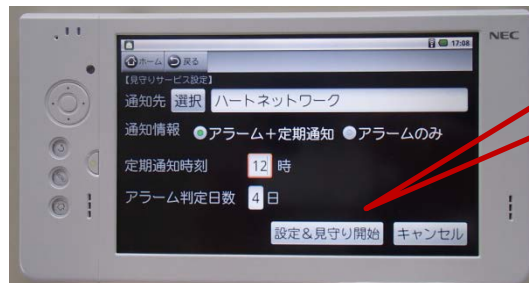 NEC
17:08
ホーム 戻る
【見守りサービス設定】
通知先 選択 ハートネットワーク
通知情報 アラーム＋定期通知 アラームのみ
定期通知時刻 12 時
アラーム判定日数 4 日
設定＆見守り開始 キャンセル